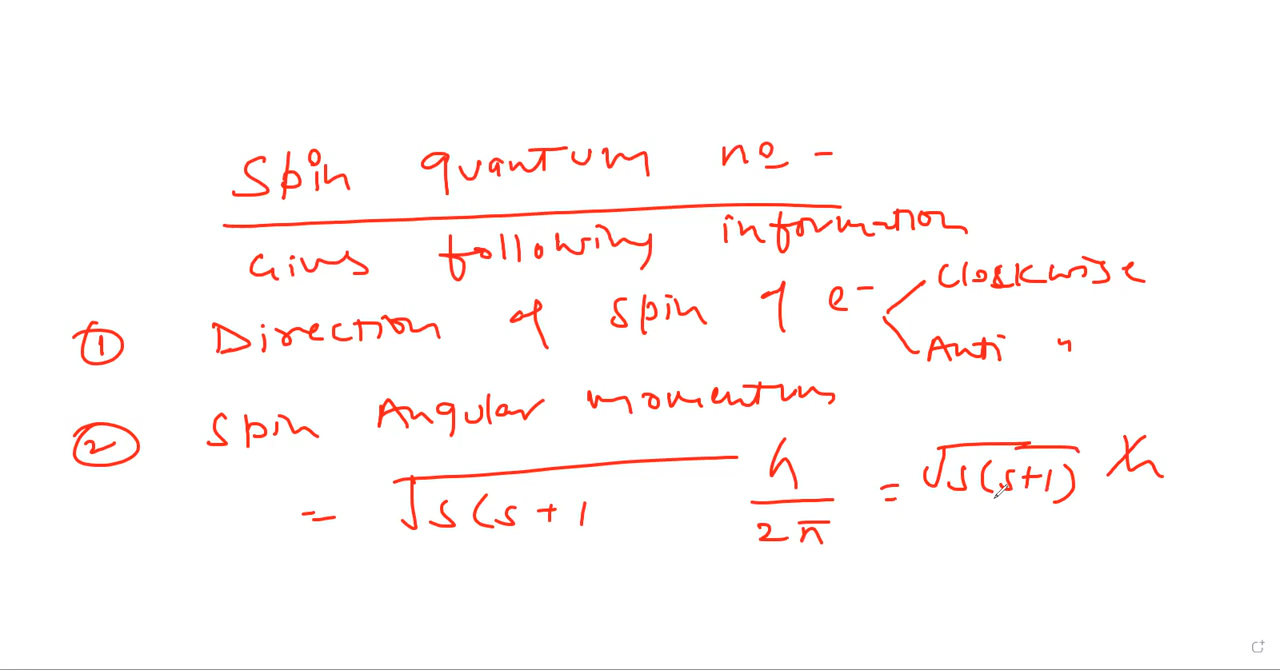 Spin quantum no -
Gives following information
① Direction of spin of e- Clockwise
Anti "
② Spin Angular momentum
= √s(s+1 h/2π = √s(s+1) ħ